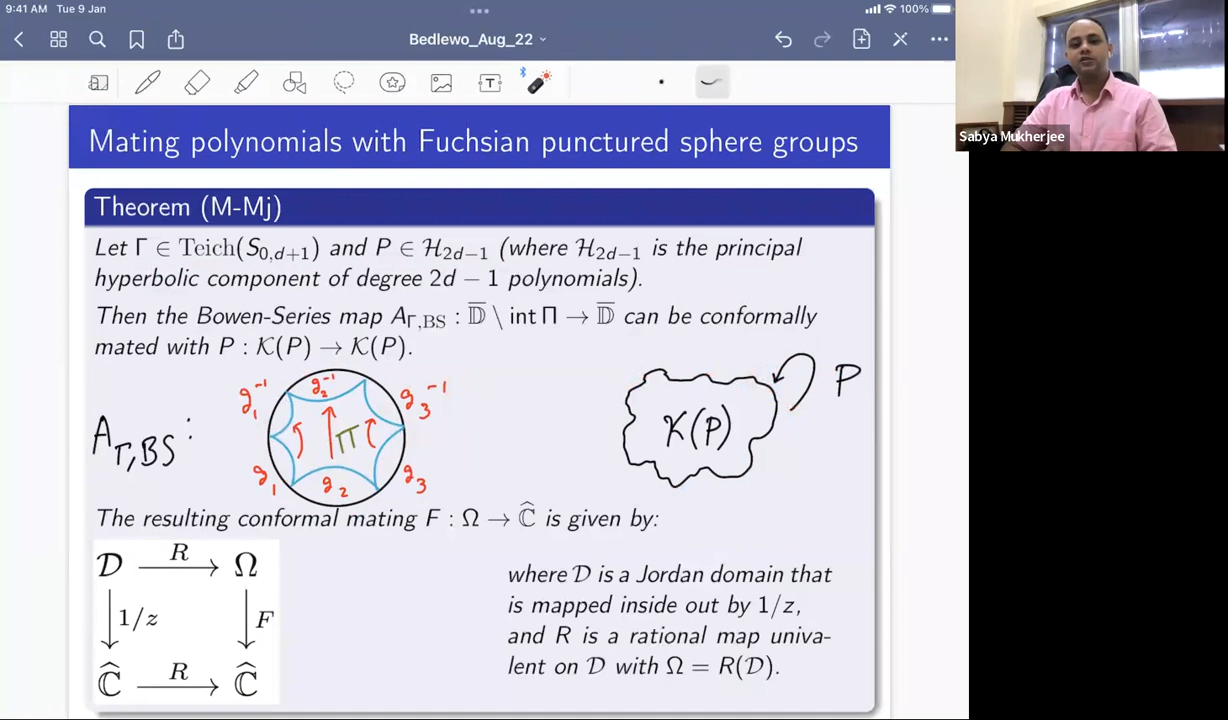 9:41 AM Tue 9 Jan
100%
Bedlewo_Aug_22
Sabya Mukherjee
Mating polynomials with Fuchsian punctured sphere groups
Theorem (M-Mj)
Let Γ ∈ Teich(S₀,d+1) and P ∈ ℋ₂d−1 (where ℋ₂d−1 is the principal
hyperbolic component of degree 2d − 1 polynomials).
Then the Bowen-Series map A_Γ,BS : 𝔻̅ \ int Π → 𝔻̅ can be conformally
mated with P : 𝒦(P) → 𝒦(P).
A_Γ,BS :
g₁⁻¹ g₂⁻¹ g₃⁻¹
Π
g₁ g₂ g₃
𝒦(P) P
The resulting conformal mating F : Ω → ℂ̂ is given by:
𝒟 R Ω
1/z F
ℂ̂ R ℂ̂
where 𝒟 is a Jordan domain that
is mapped inside out by 1/z,
and R is a rational map univa-
lent on 𝒟 with Ω = R(𝒟).